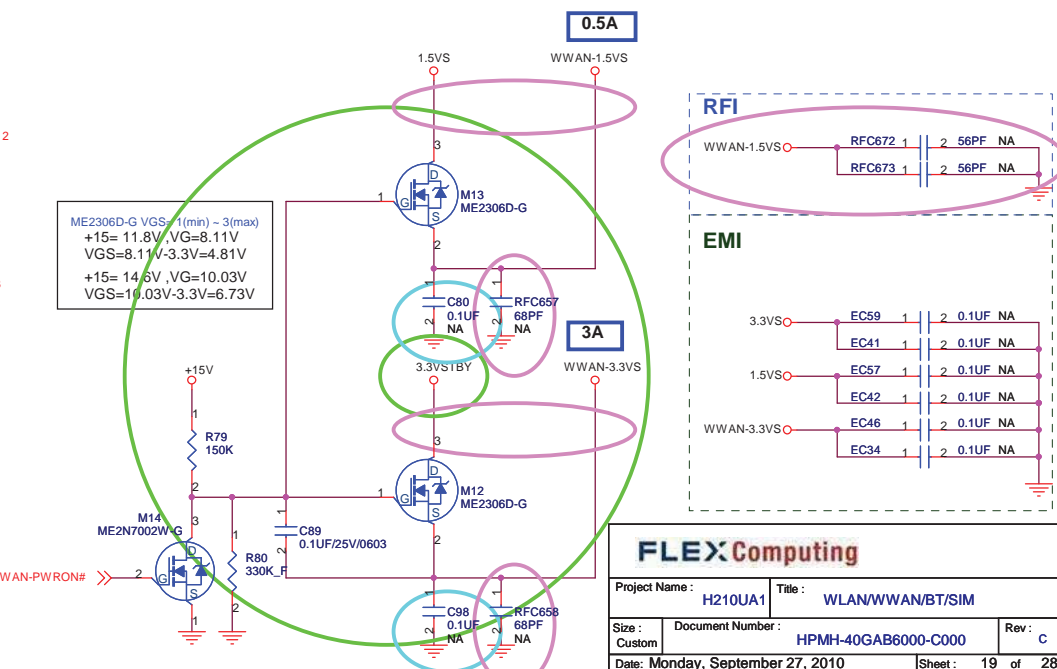 0.5A
1.5VS
WWAN-1.5VS
2
3
D
1
G
S
M13
ME2306D-G
2
ME2306D-G VGS= 1(min) ~ 3(max)
+15= 11.8V ,VG=8.11V
VGS=8.11V-3.3V=4.81V
+15= 14.6V ,VG=10.03V
VGS=10.03V-3.3V=6.73V
1
C80
0.1UF
NA
2
1
RFC657
68PF
NA
2
3A
3.3VSTBY
WWAN-3.3VS
+15V
1
R79
150K
2
3
D
1
G
S
M12
ME2306D-G
2
M14
ME2N7002W-G
3
D
2
G
S
1
WAN-PWRON#
1
R80
330K_F
2
1
C89
0.1UF/25V/0603
2
1
C98
0.1UF
NA
2
1
RFC658
68PF
NA
2
RFI
WWAN-1.5VS
RFC672 1 2 56PF NA
RFC673 1 2 56PF NA
EMI
3.3VS
EC59 1 2 0.1UF NA
EC41 1 2 0.1UF NA
1.5VS
EC57 1 2 0.1UF NA
EC42 1 2 0.1UF NA
WWAN-3.3VS
EC46 1 2 0.1UF NA
EC34 1 2 0.1UF NA
FLEX Computing
Project Name : H210UA1
Title : WLAN/WWAN/BT/SIM
Size : Custom
Document Number : HPMH-40GAB6000-C000
Rev : C
Date: Monday, September 27, 2010
Sheet : 19 of 28